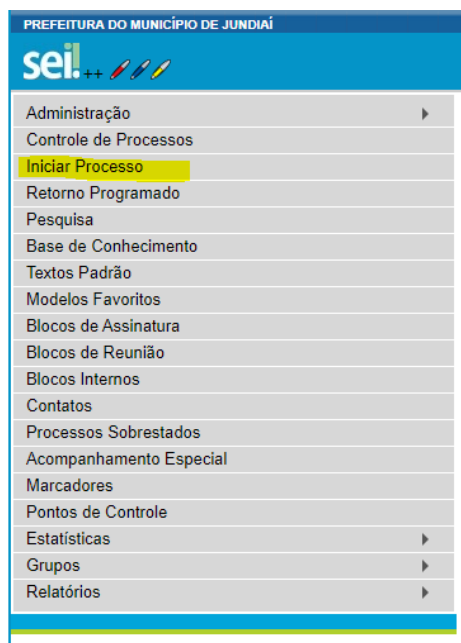 PREFEITURA DO MUNICÍPIO DE JUNDIAÍ
sei! ++
Administração
Controle de Processos
Iniciar Processo
Retorno Programado
Pesquisa
Base de Conhecimento
Textos Padrão
Modelos Favoritos
Blocos de Assinatura
Blocos de Reunião
Blocos Internos
Contatos
Processos Sobrestados
Acompanhamento Especial
Marcadores
Pontos de Controle
Estatísticas
Grupos
Relatórios